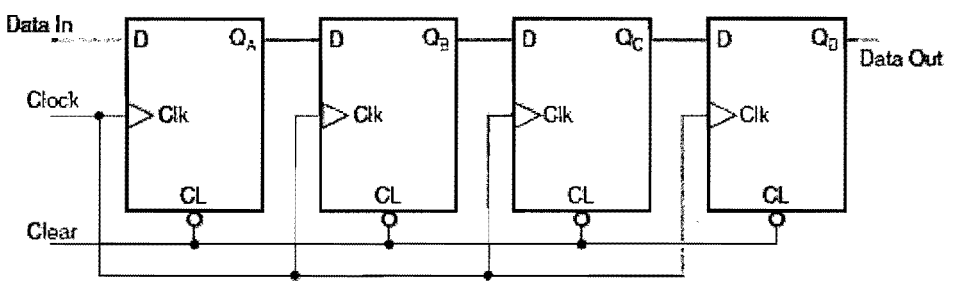 Data In
D QA D QB D QC D QD
Data Out
Clock
Clk Clk Clk Clk
CL CL CL CL
Clear